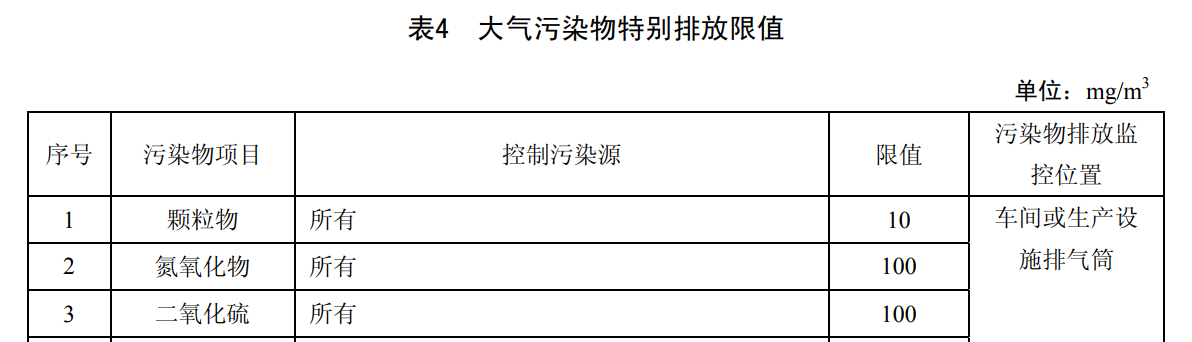 表4 大气污染物特别排放限值
单位：mg/m³
序号 污染物项目 控制污染源 限值 污染物排放监
控位置
1 颗粒物 所有 10 车间或生产设
施排气筒
2 氮氧化物 所有 100
3 二氧化硫 所有 100